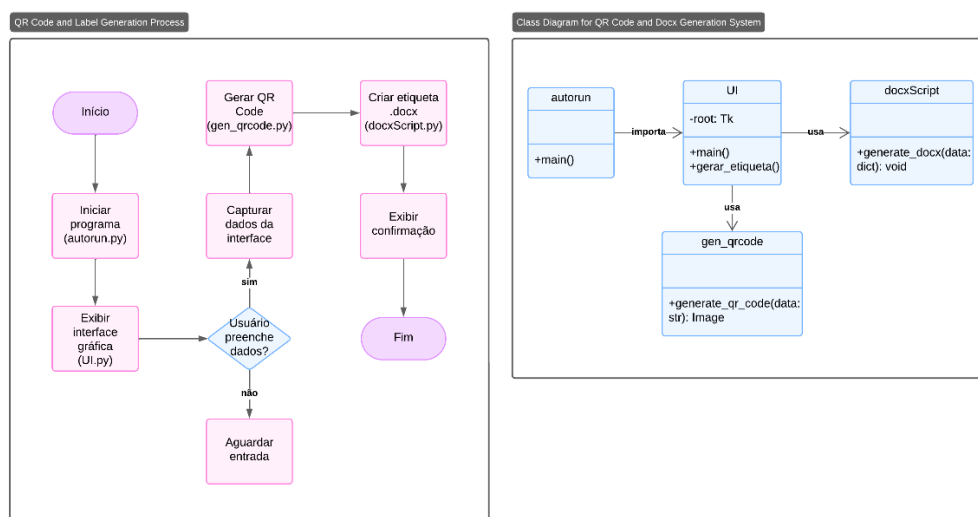 QR Code and Label Generation Process
Início
Iniciar
programa
(autorun.py)
Exibir
interface
gráfica
(UI.py)
Usuário
preenche
dados?
sim
não
Aguardar
entrada
Capturar
dados da
interface
Gerar QR
Code
(gen_qrcode.py)
Criar etiqueta
.docx
(docxScript.py)
Exibir
confirmação
Fim
Class Diagram for QR Code and Docx Generation System
autorun
+main()
importa
UI
-root: Tk
+main()
+gerar_etiqueta()
usa
docxScript
+generate_docx(data:
dict): void
usa
gen_qrcode
+generate_qr_code(data:
str): Image